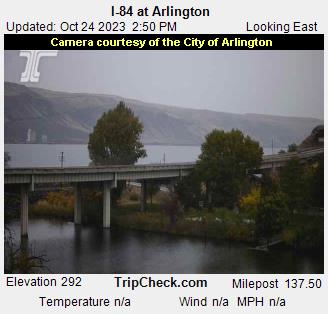 I-84 at Arlington
Updated: Oct 24 2023 2:50 PM Looking East
Camera courtesy of the City of Arlington
Elevation 292 TripCheck.com Milepost 137.50
Temperature n/a Wind n/a MPH n/a